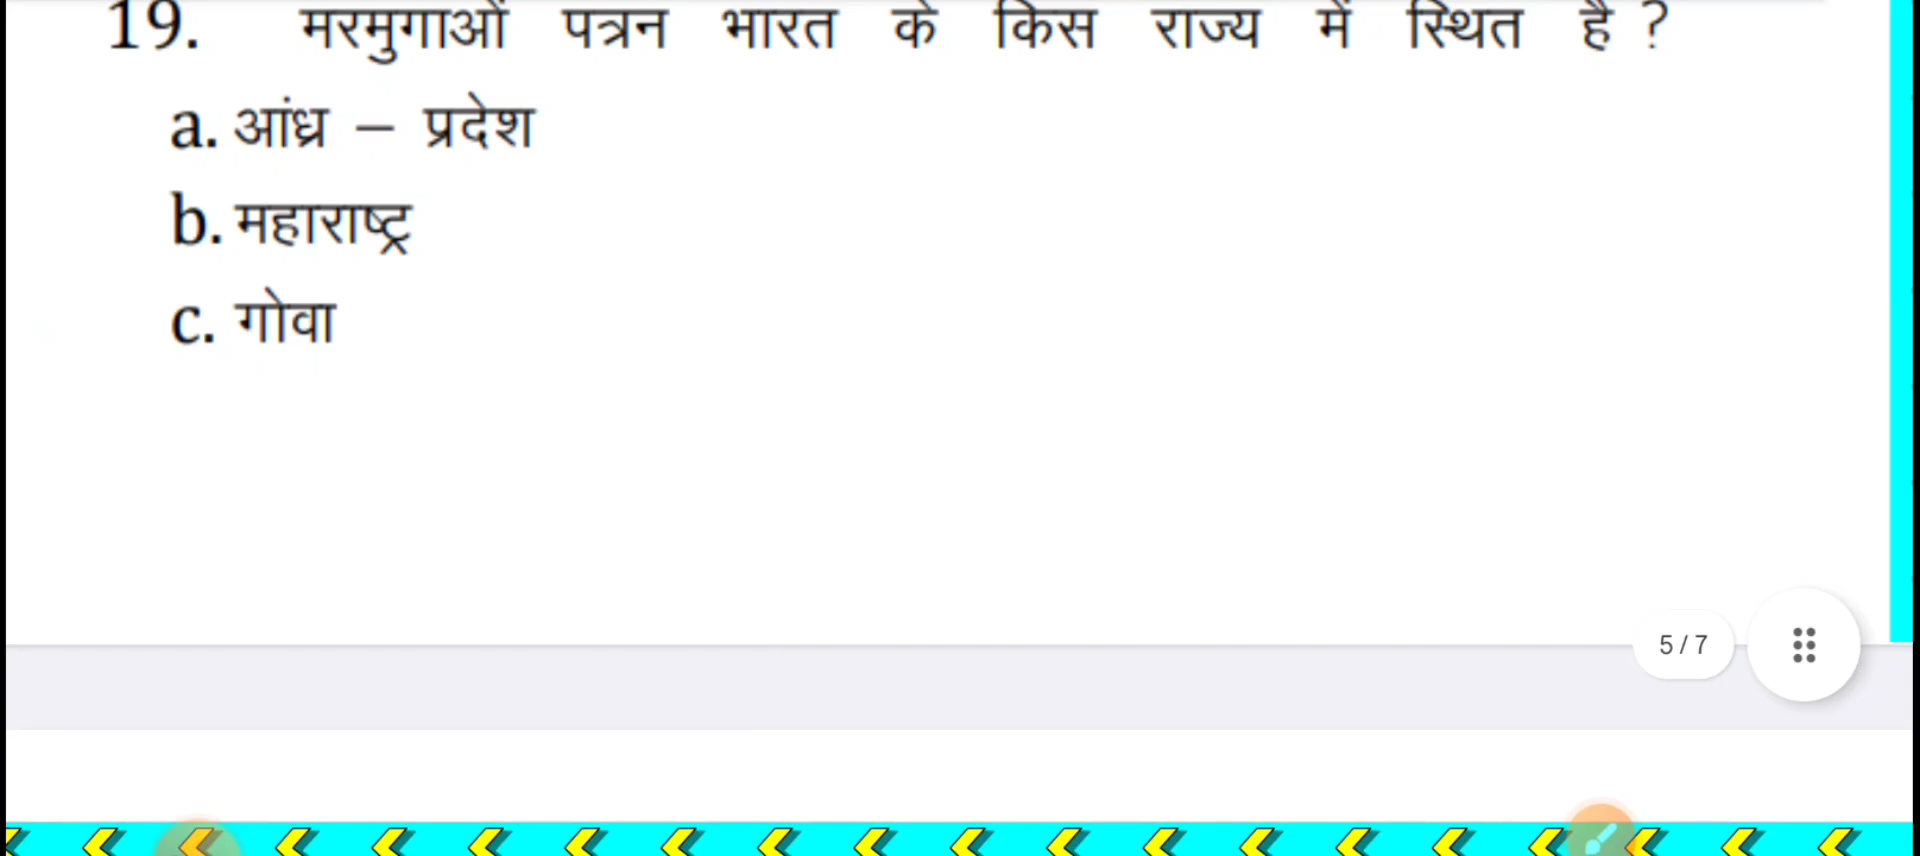 19. मरमुगाओं पत्रन भारत के किस राज्य में स्थित है ?
a. आंध्र – प्रदेश
b. महाराष्ट्र
c. गोवा
5 / 7